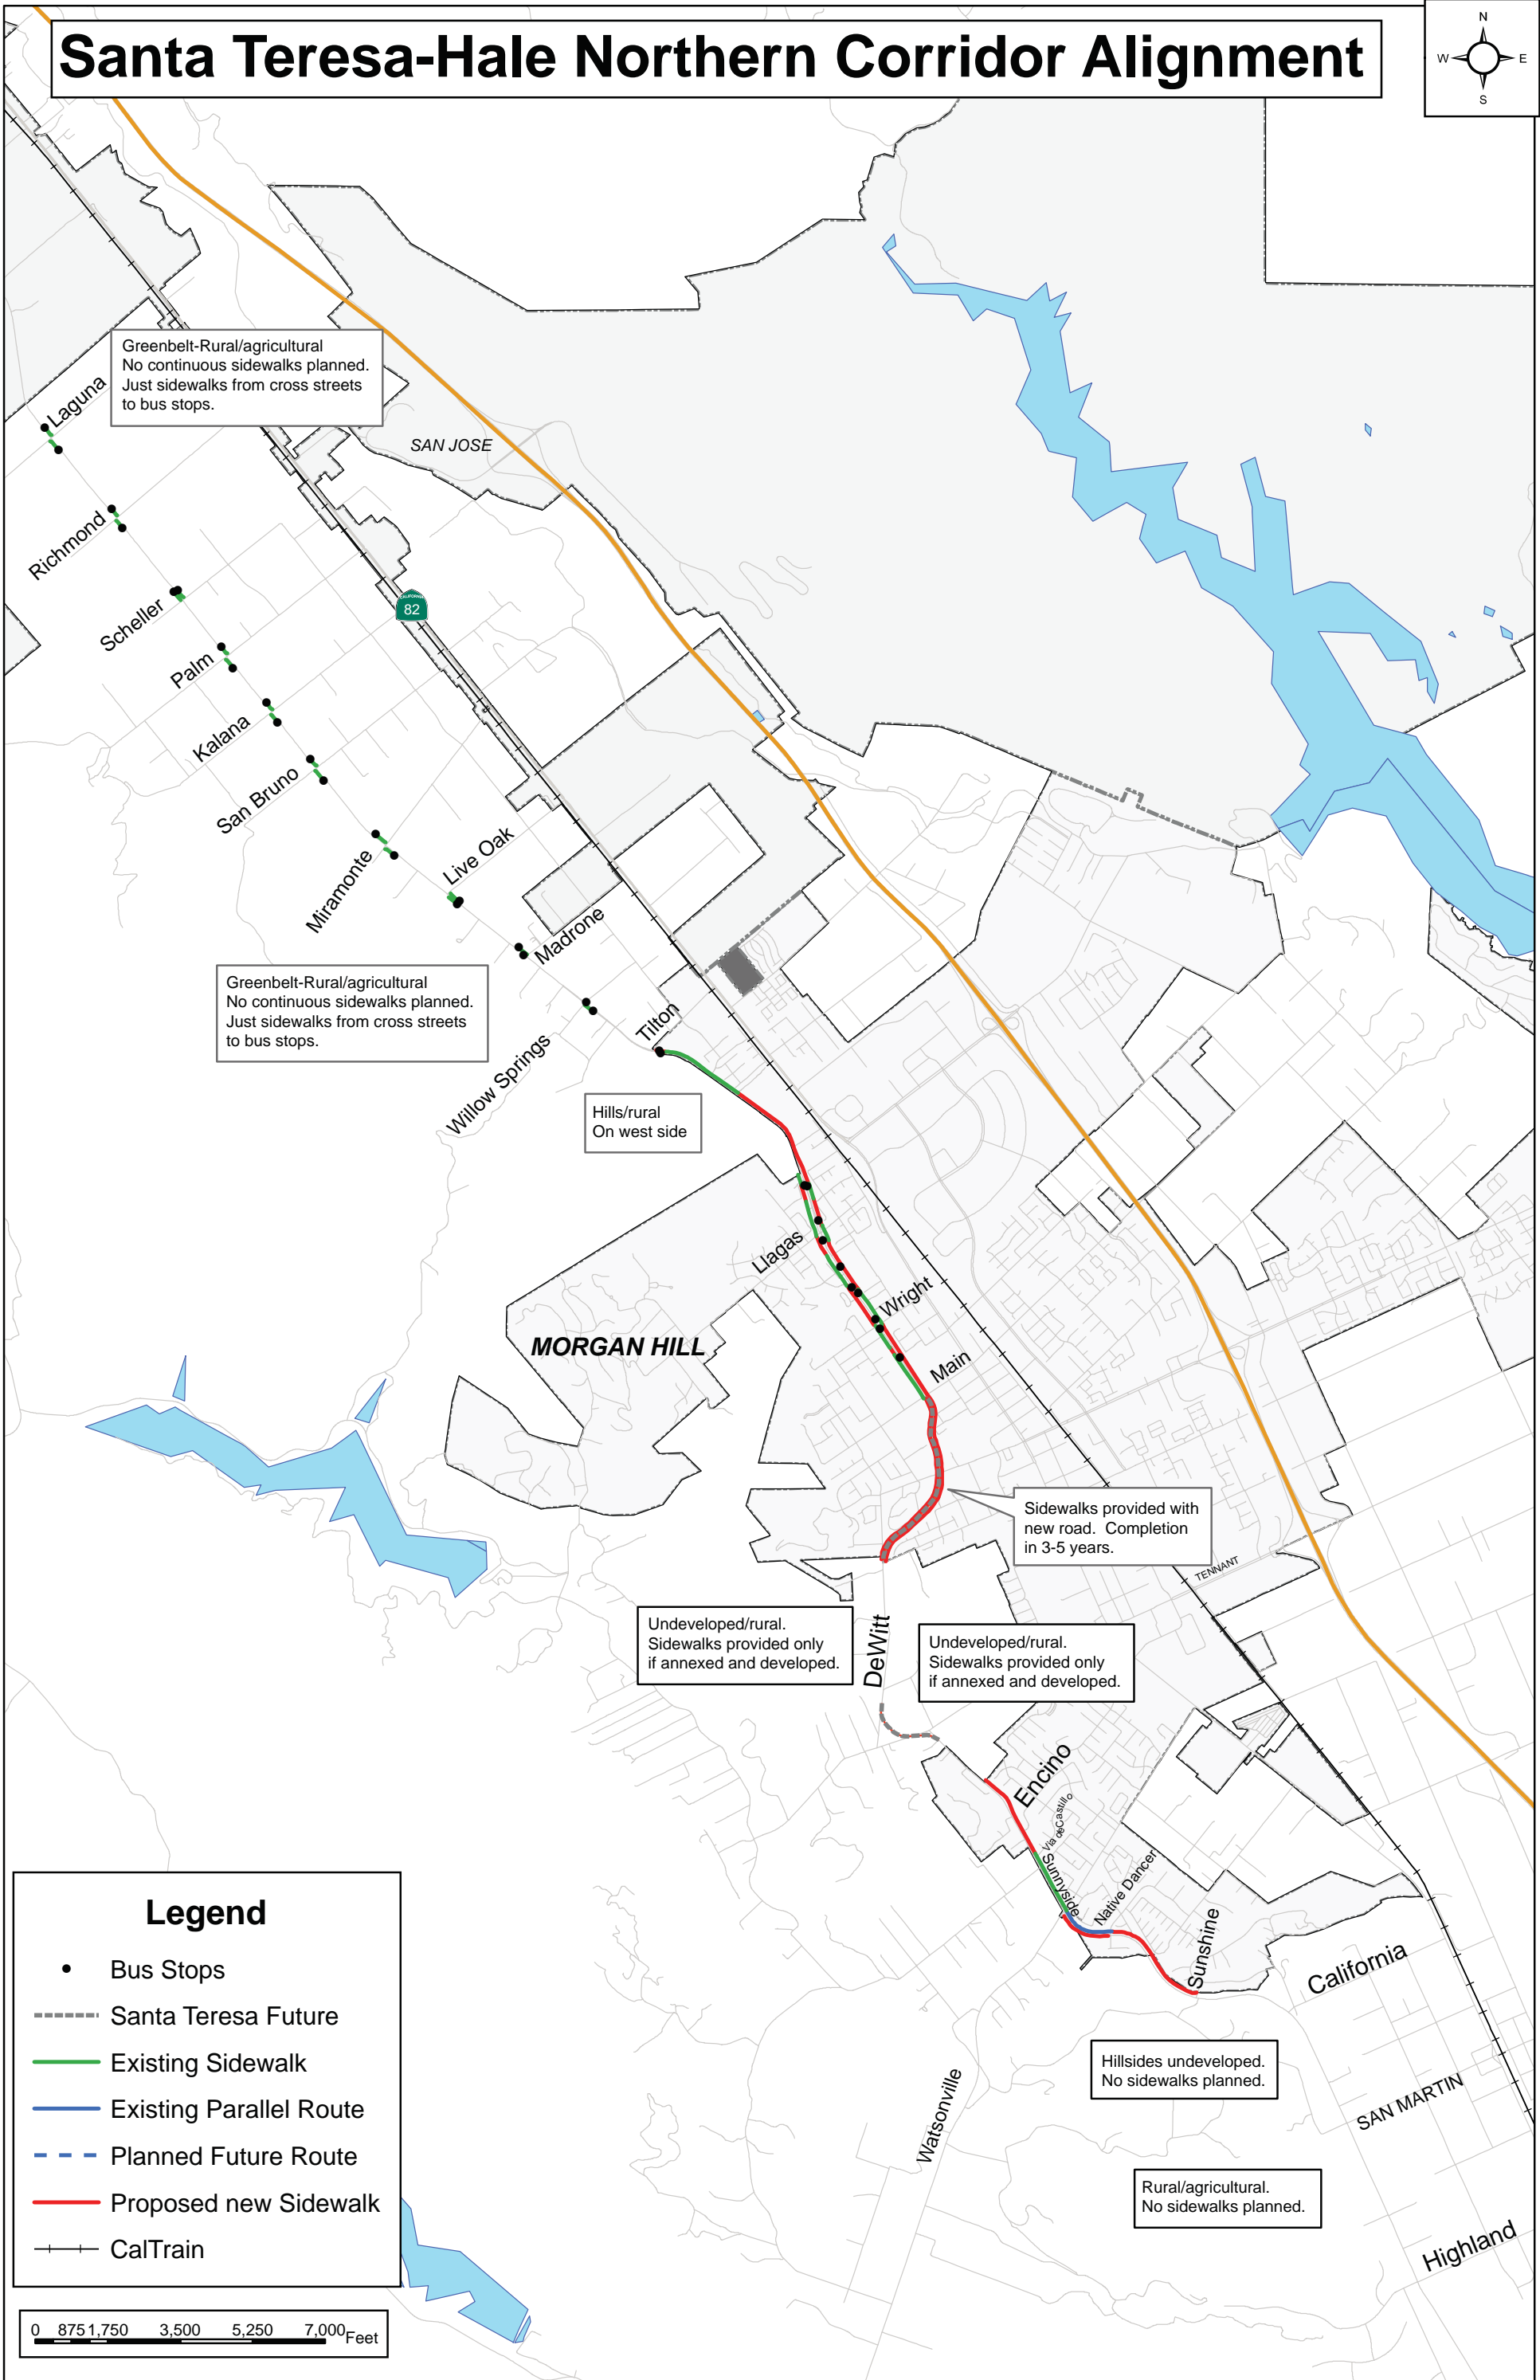 Santa Teresa-Hale Northern Corridor Alignment
N
W
E
S
Greenbelt-Rural/agricultural
No continuous sidewalks planned.
Just sidewalks from cross streets
to bus stops.
Laguna
SAN JOSE
Richmond
Scheller
CALIFORNIA
82
Palm
Kalana
San Bruno
Miramonte
Live Oak
Madrone
Greenbelt-Rural/agricultural
No continuous sidewalks planned.
Just sidewalks from cross streets
to bus stops.
Tilton
Willow Springs
Hills/rural
On west side
Llagas
Wright
MORGAN HILL
Main
Sidewalks provided with
new road. Completion
in 3-5 years.
TENNANT
Undeveloped/rural.
Sidewalks provided only
if annexed and developed.
DeWitt
Undeveloped/rural.
Sidewalks provided only
if annexed and developed.
Encino
Via de Castillo
Sunnyside
Native Dancer
Sunshine
California
Hillsides undeveloped.
No sidewalks planned.
Watsonville
SAN MARTIN
Rural/agricultural.
No sidewalks planned.
Highland
Legend
Bus Stops
Santa Teresa Future
Existing Sidewalk
Existing Parallel Route
Planned Future Route
Proposed new Sidewalk
CalTrain
0 875 1,750 3,500 5,250 7,000 Feet